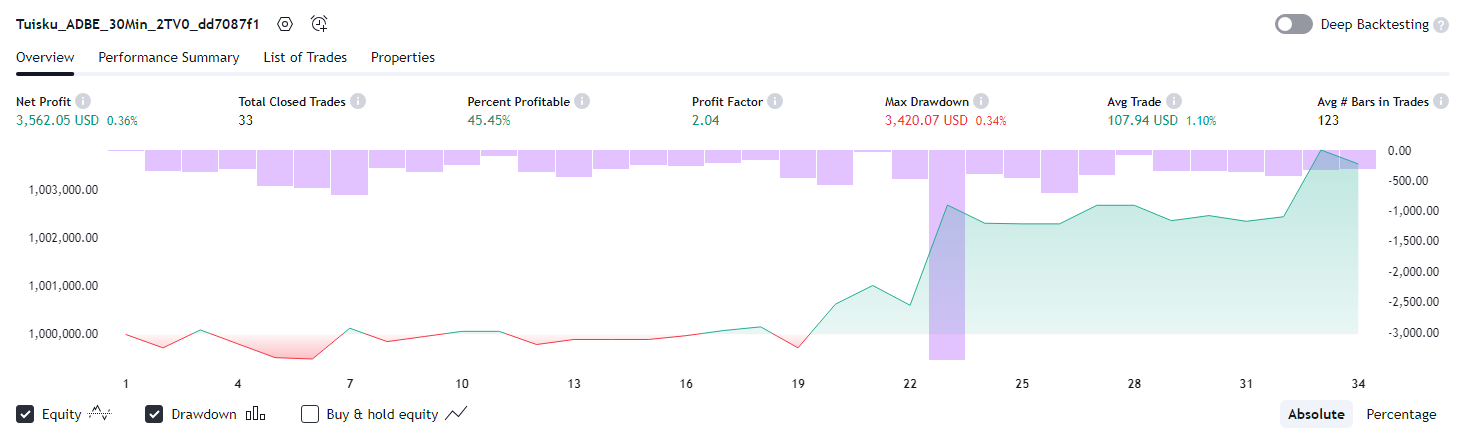 Tuisku_ADBE_30Min_2TV0_dd7087f1 Deep Backtesting ?
Overview Performance Summary List of Trades Properties
Net Profit Total Closed Trades Percent Profitable Profit Factor Max Drawdown Avg Trade Avg # Bars in Trades
3,562.05 USD 0.36% 33 45.45% 2.04 3,420.07 USD 0.34% 107.94 USD 1.10% 123
0.00
1,003,000.00 -500.00
-1,000.00
1,002,000.00 -1,500.00
1,001,000.00 -2,000.00
-2,500.00
1,000,000.00 -3,000.00
1 4 7 10 13 16 19 22 25 28 31 34
Equity Drawdown Buy & hold equity Absolute Percentage